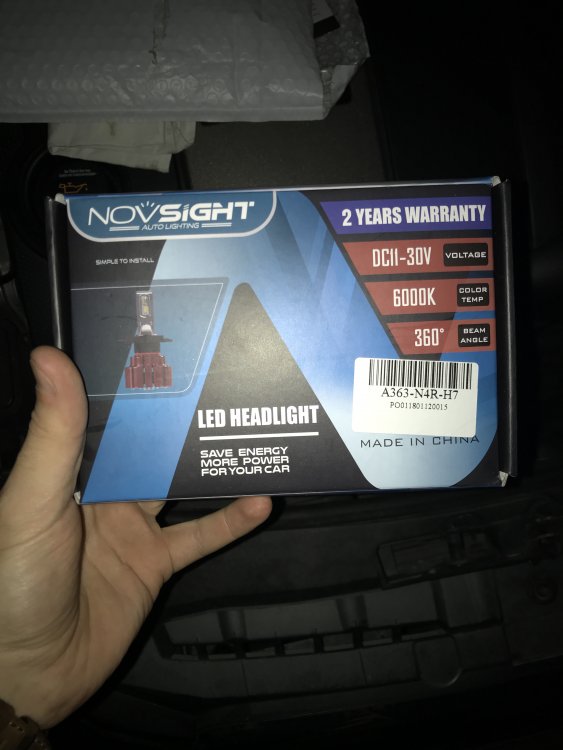 NOVSIGHT
AUTO LIGHTING
SIMPLE TO INSTALL
2 YEARS WARRANTY
DC11-30V VOLTAGE
6000K COLOR TEMP
360° BEAM ANGLE
A363-N4R-H7
PO011801120015
MADE IN CHINA
LED HEADLIGHT
SAVE ENERGY
MORE POWER
FOR YOUR CAR